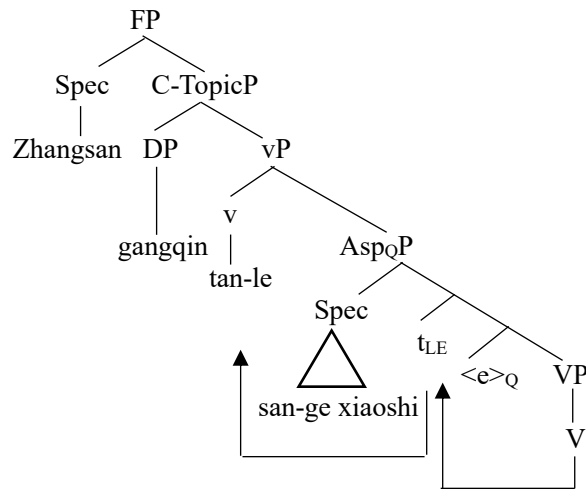 FP
Spec C-TopicP
Zhangsan DP vP
v
gangqin AspQP
tan-le
Spec
tLE
<e>Q VP
san-ge xiaoshi
V